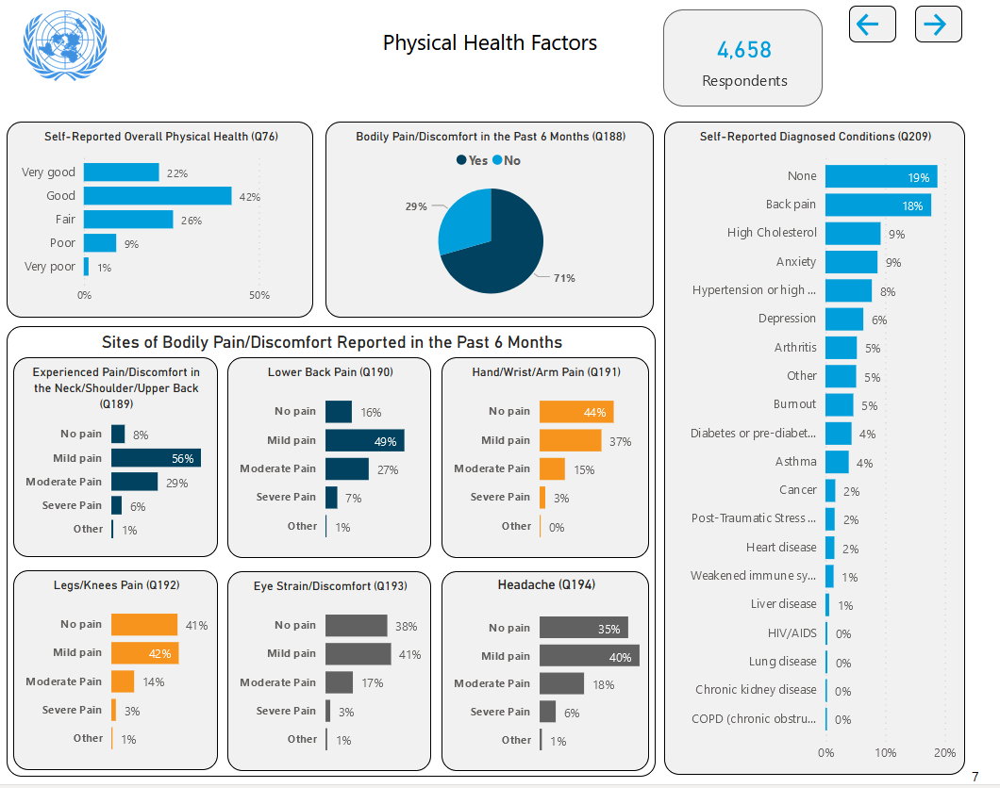 Physical Health Factors
4,658
Respondents
Self-Reported Overall Physical Health (Q76)
Very good 22%
Good 42%
Fair 26%
Poor 9%
Very poor 1%
0% 50%
Bodily Pain/Discomfort in the Past 6 Months (Q188)
Yes No
29%
71%
Sites of Bodily Pain/Discomfort Reported in the Past 6 Months
Experienced Pain/Discomfort in
the Neck/Shoulder/Upper Back
(Q189)
No pain 8%
Mild pain 56%
Moderate Pain 29%
Severe Pain 6%
Other 1%
Lower Back Pain (Q190)
No pain 16%
Mild pain 49%
Moderate Pain 27%
Severe Pain 7%
Other 1%
Hand/Wrist/Arm Pain (Q191)
No pain 44%
Mild pain 37%
Moderate Pain 15%
Severe Pain 3%
Other 0%
Legs/Knees Pain (Q192)
No pain 41%
Mild pain 42%
Moderate Pain 14%
Severe Pain 3%
Other 1%
Eye Strain/Discomfort (Q193)
No pain 38%
Mild pain 41%
Moderate Pain 17%
Severe Pain 3%
Other 1%
Headache (Q194)
No pain 35%
Mild pain 40%
Moderate Pain 18%
Severe Pain 6%
Other 1%
Self-Reported Diagnosed Conditions (Q209)
None 19%
Back pain 18%
High Cholesterol 9%
Anxiety 9%
Hypertension or high ... 8%
Depression 6%
Arthritis 5%
Other 5%
Burnout 5%
Diabetes or pre-diabet... 4%
Asthma 4%
Cancer 2%
Post-Traumatic Stress ... 2%
Heart disease 2%
Weakened immune sy... 1%
Liver disease 1%
HIV/AIDS 0%
Lung disease 0%
Chronic kidney disease 0%
COPD (chronic obstru... 0%
0% 10% 20%
7